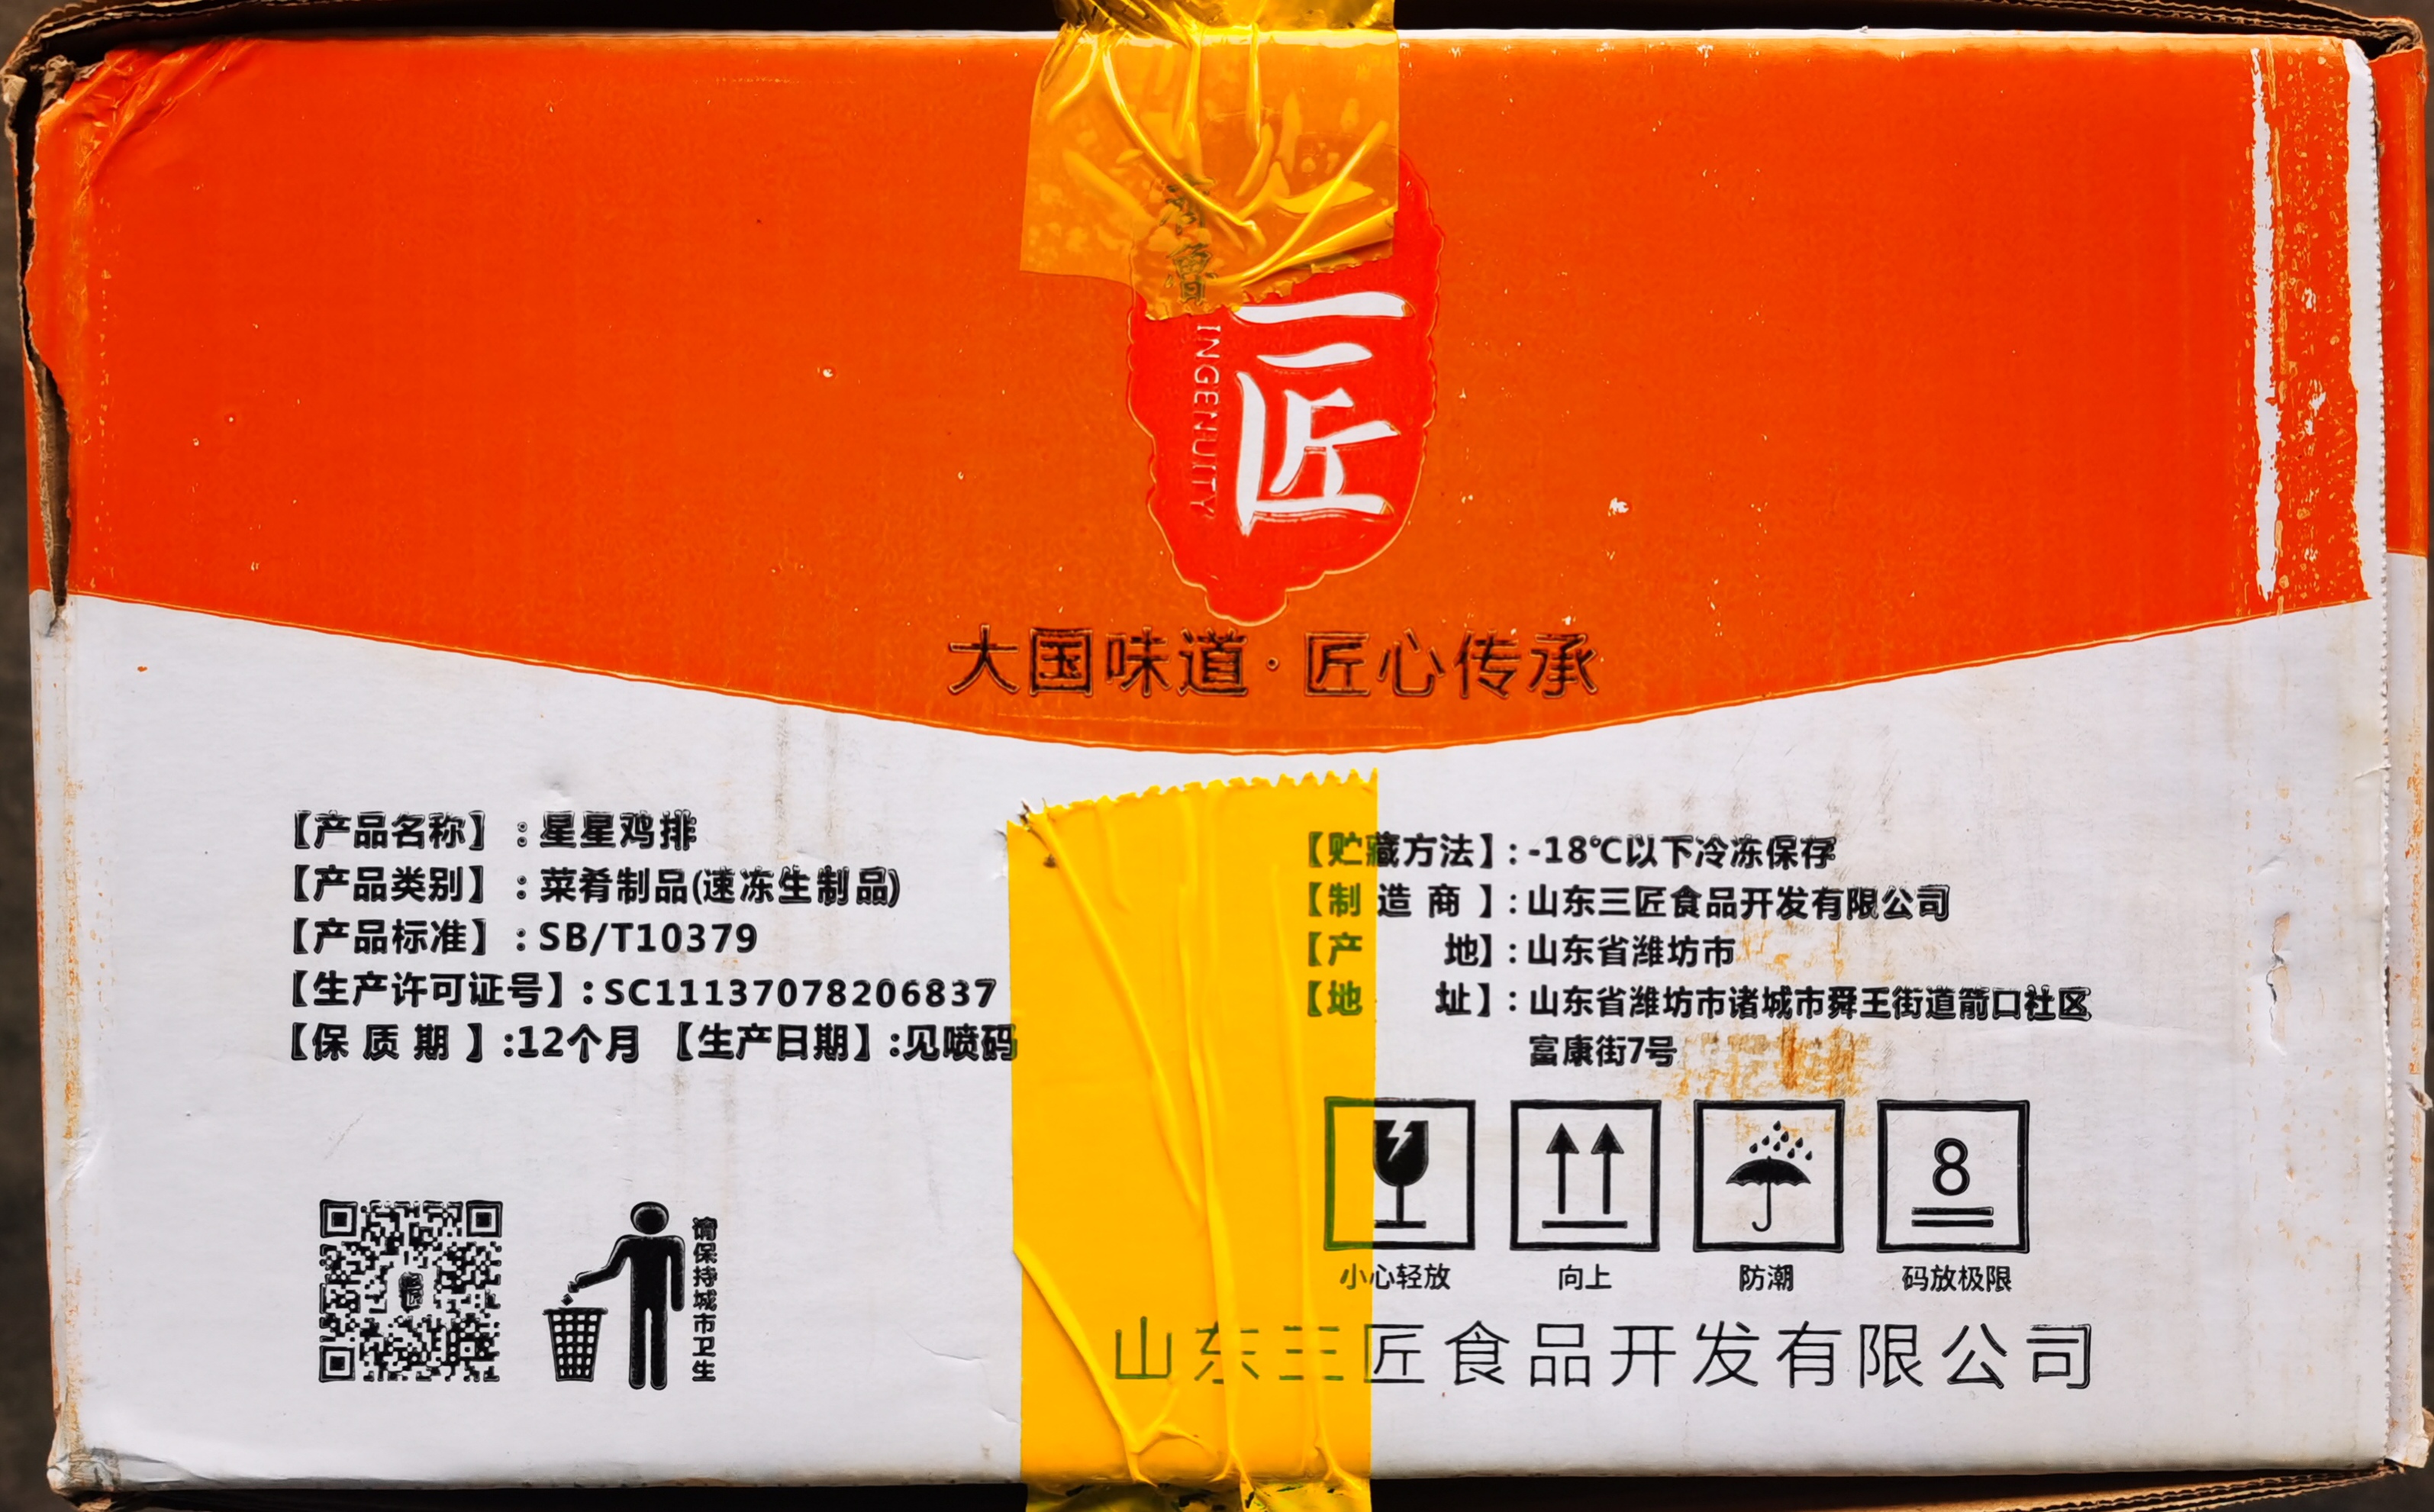 齊魯
三匠
INGENUITY
大国味道·匠心传承
【产品名称】:星星鸡排
【产品类别】:菜肴制品(速冻生制品)
【产品标准】:SB/T10379
【生产许可证号】:SC11137078206837
【保质期】:12个月 【生产日期】:见喷码
【贮藏方法】:-18℃以下冷冻保存
【制造商】:山东三匠食品开发有限公司
【产 地】:山东省潍坊市
【地 址】:山东省潍坊市诸城市舜王街道箭口社区
富康街7号
请保持城市卫生
8
小心轻放 向上 防潮 码放极限
山东三匠食品开发有限公司